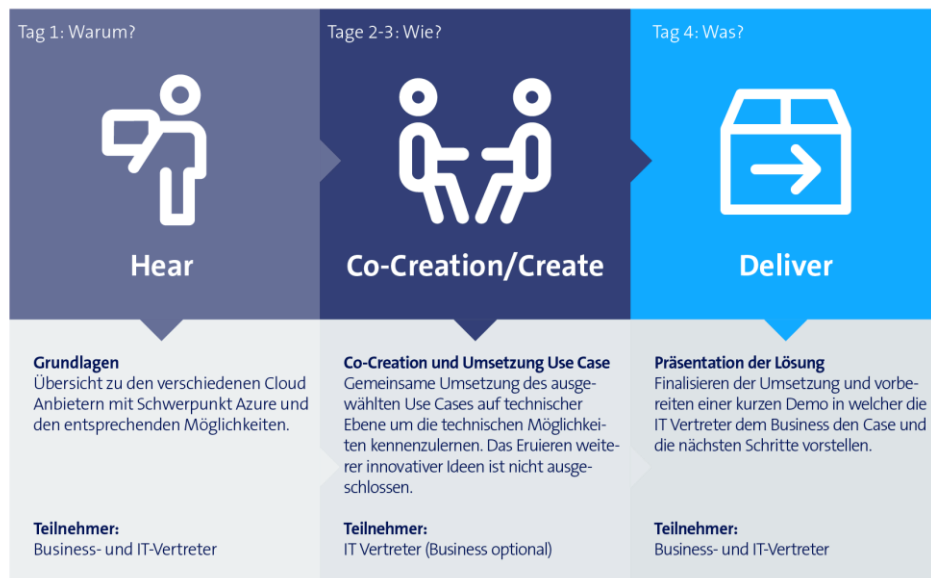 Tag 1: Warum?
Hear
Grundlagen
Übersicht zu den verschiedenen Cloud
Anbietern mit Schwerpunkt Azure und
den entsprechenden Möglichkeiten.
Teilnehmer:
Business- und IT-Vertreter
Tage 2-3: Wie?
Co-Creation/Create
Co-Creation und Umsetzung Use Case
Gemeinsame Umsetzung des ausge-
wählten Use Cases auf technischer
Ebene um die technischen Möglichkei-
ten kennenzulernen. Das Eruieren weite-
rer innovativer Ideen ist nicht ausge-
schlossen.
Teilnehmer:
IT Vertreter (Business optional)
Tag 4: Was?
Deliver
Präsentation der Lösung
Finalisieren der Umsetzung und vorbe-
reiten einer kurzen Demo in welcher die
IT Vertreter dem Business den Case und
die nächsten Schritte vorstellen.
Teilnehmer:
Business- und IT-Vertreter